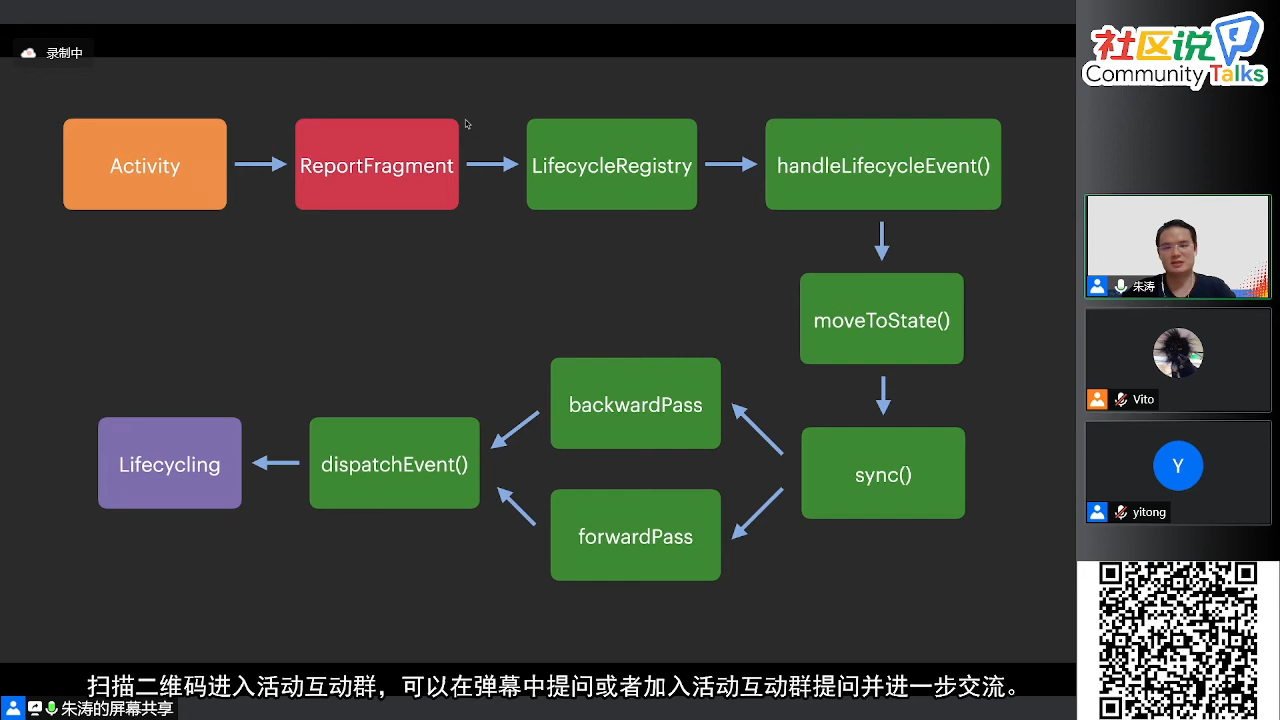 录制中
社区说
Community Talks
Activity
ReportFragment
LifecycleRegistry
handleLifecycleEvent()
moveToState()
backwardPass
sync()
forwardPass
dispatchEvent()
Lifecycling
朱涛
Vito
Y
yitong
扫描二维码进入活动互动群，可以在弹幕中提问或者加入活动互动群提问并进一步交流。
朱涛的屏幕共享